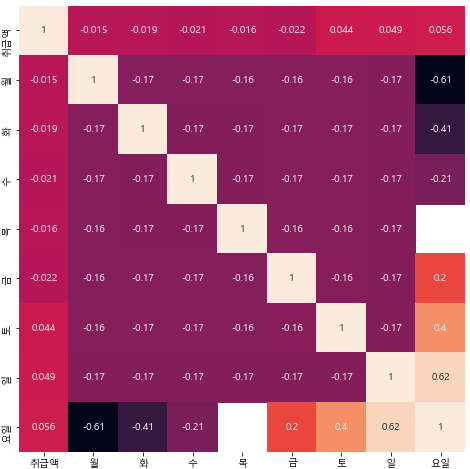 취급액 1 -0.015 -0.019 -0.021 -0.016 -0.022 0.044 0.049 0.056
월 -0.015 1 -0.17 -0.17 -0.16 -0.16 -0.16 -0.17 -0.61
화 -0.019 -0.17 1 -0.17 -0.17 -0.17 -0.17 -0.17 -0.41
수 -0.021 -0.17 -0.17 1 -0.17 -0.17 -0.17 -0.17 -0.21
목 -0.016 -0.16 -0.17 -0.17 1 -0.16 -0.16 -0.17
금 -0.022 -0.16 -0.17 -0.17 -0.16 1 -0.16 -0.17 0.2
토 0.044 -0.16 -0.17 -0.17 -0.16 -0.16 1 -0.17 0.4
일 0.049 -0.17 -0.17 -0.17 -0.17 -0.17 -0.17 1 0.62
요일 0.056 -0.61 -0.41 -0.21 0.2 0.4 0.62 1
취급액 월 화 수 목 금 토 일 요일